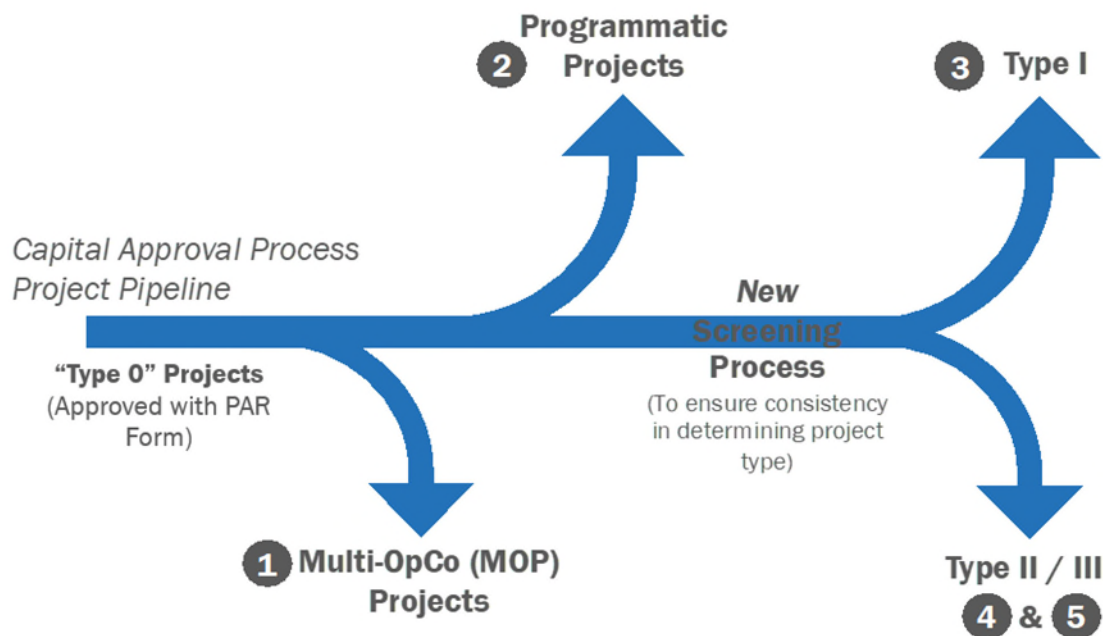 Programmatic
2 Projects
3 Type I
Capital Approval Process
Project Pipeline
New
Screening
Process
(To ensure consistency
in determining project
type)
“Type 0” Projects
(Approved with PAR
Form)
1 Multi-OpCo (MOP)
Projects
Type II / III
4 & 5